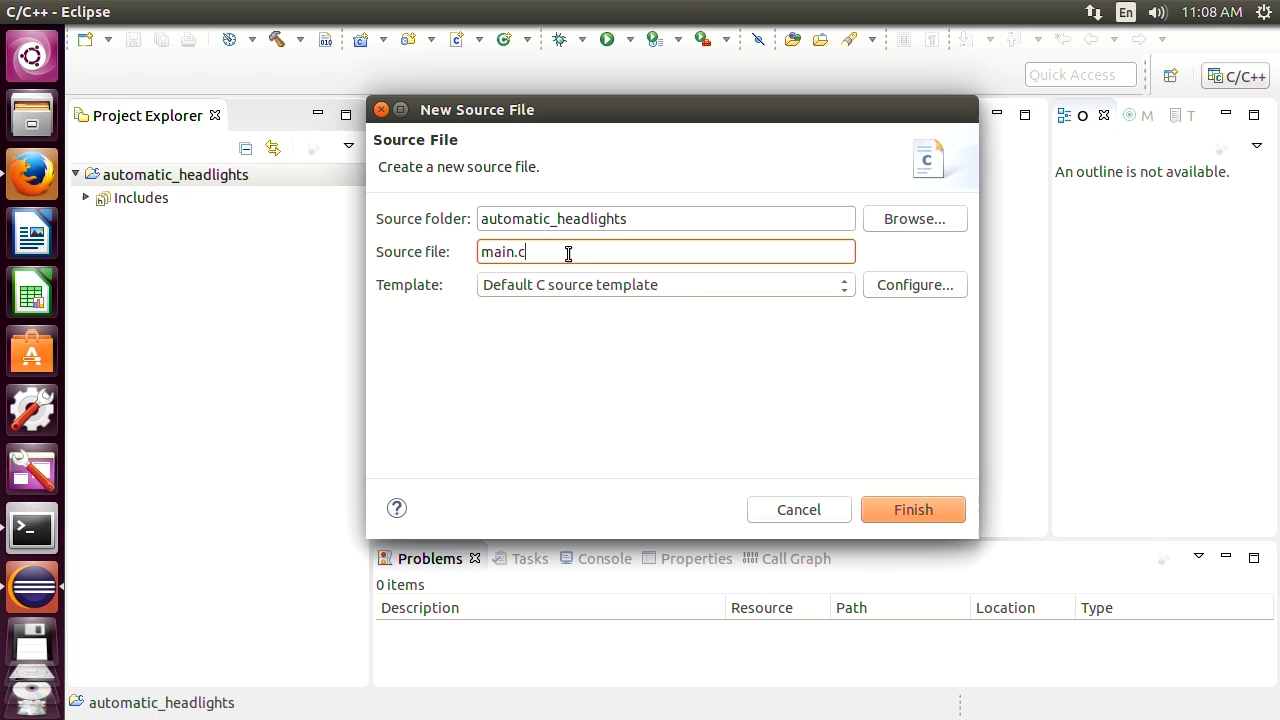 C/C++ - Eclipse
En
11:08 AM
Quick Access
C/C++
Project Explorer
automatic_headlights
Includes
New Source File
Source File
Create a new source file.
Source folder: automatic_headlights Browse...
Source file: main.c
Template: Default C source template Configure...
Cancel Finish
O M T
An outline is not available.
Problems Tasks Console Properties Call Graph
0 items
Description Resource Path Location Type
automatic_headlights